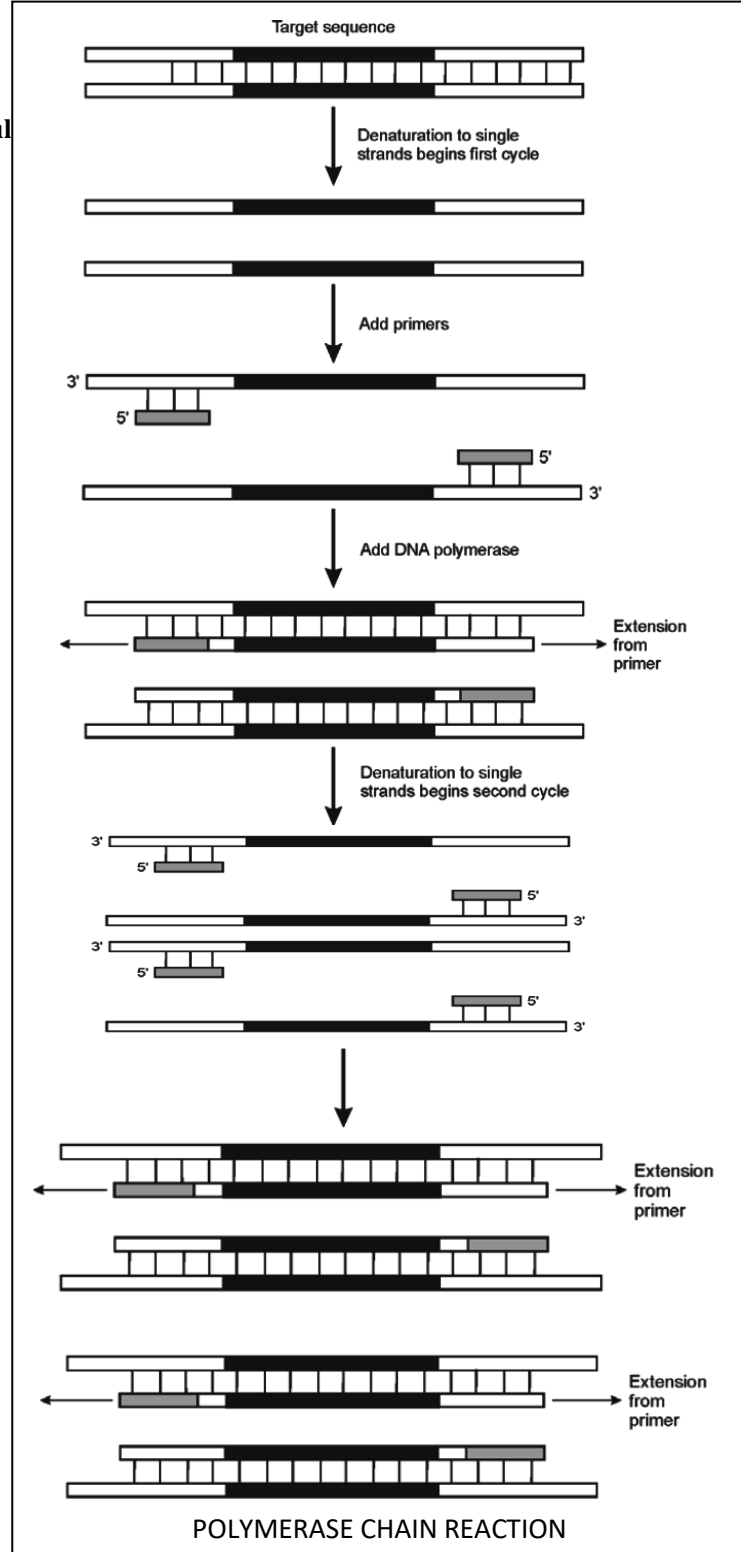 Target sequence
ul
Denaturation to single
strands begins first cycle
Add primers
3'
5'
5'
3'
Add DNA polymerase
Extension
from
primer
Denaturation to single
strands begins second cycle
3'
5'
5'
3'
3'
5'
5'
3'
Extension
from
primer
Extension
from
primer
POLYMERASE CHAIN REACTION